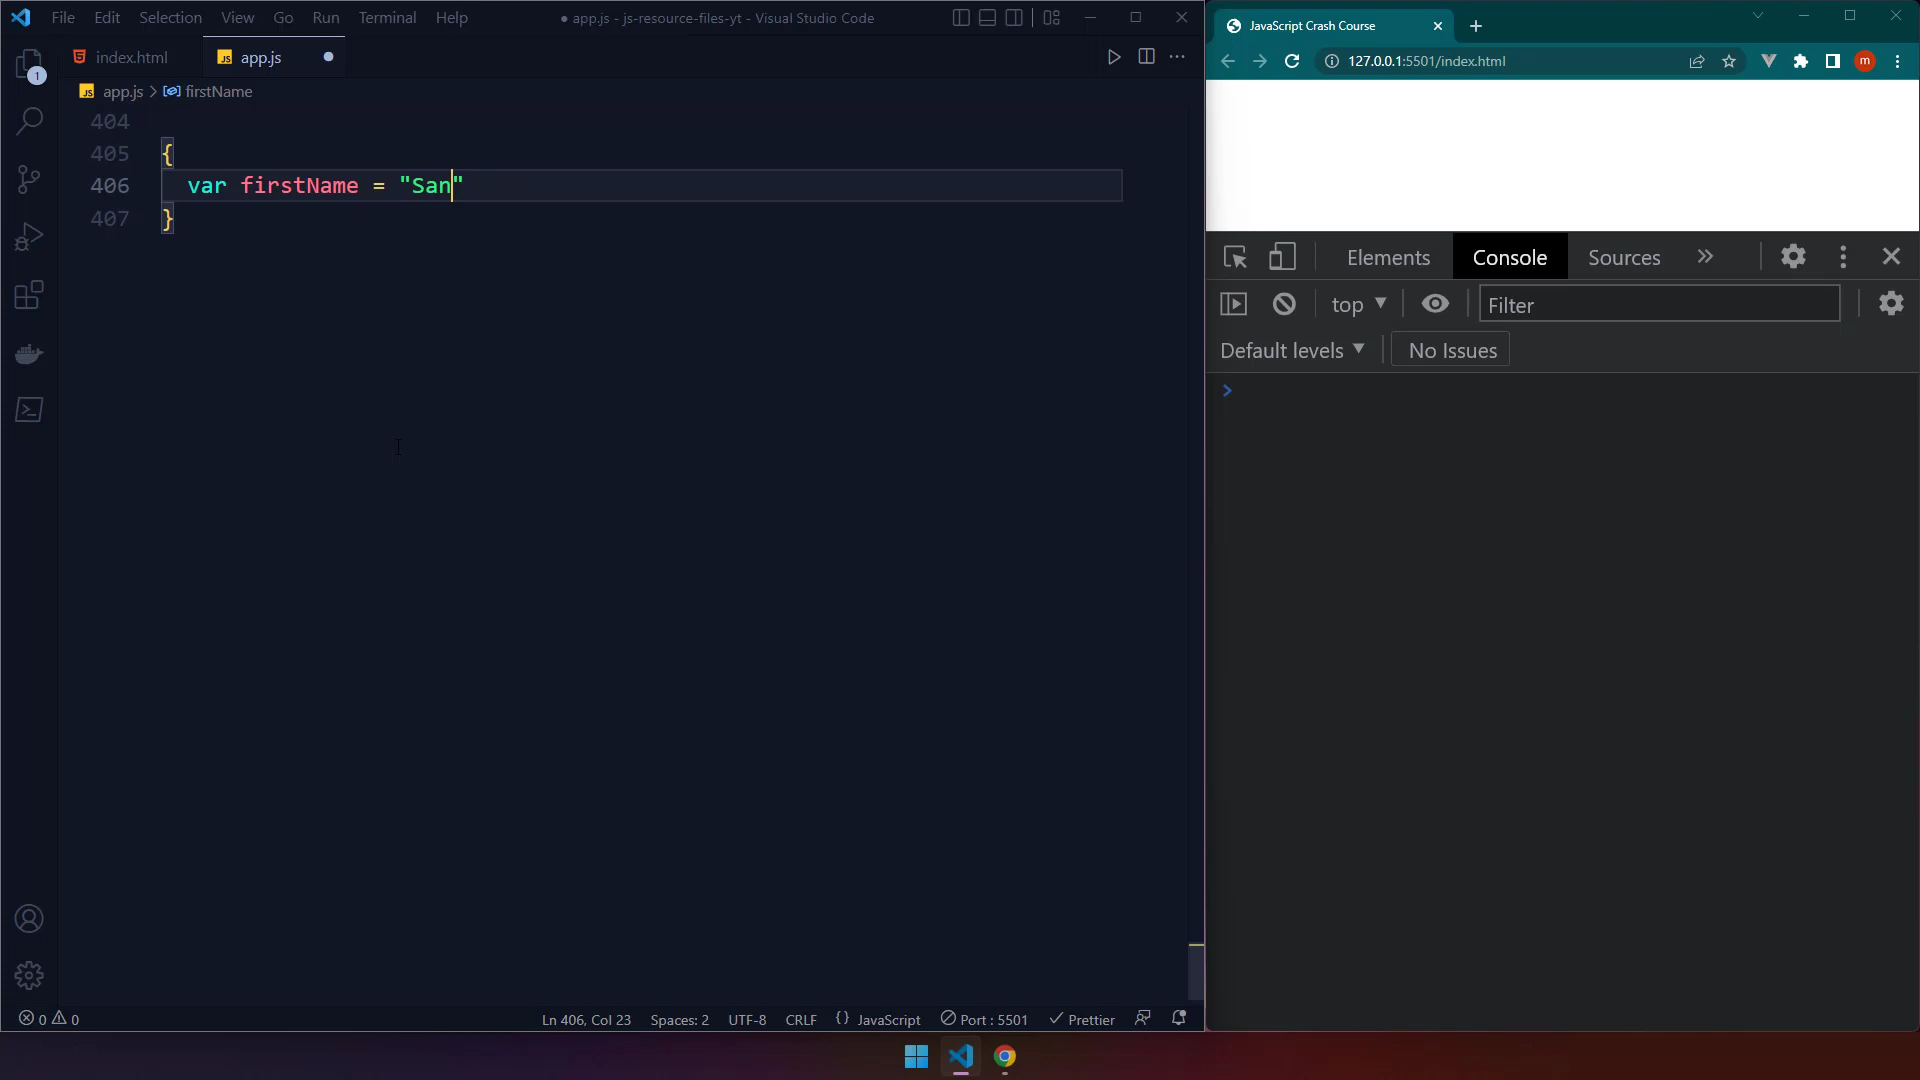 File Edit Selection View Go Run Terminal Help ● app.js - js-resource-files-yt - Visual Studio Code
index.html JS app.js
JS app.js > firstName
404
405 {
406 var firstName = "San"
407 }
0 0 Ln 406, Col 23 Spaces: 2 UTF-8 CRLF {} JavaScript Port : 5501 Prettier
1
JavaScript Crash Course
127.0.0.1:5501/index.html
m
Elements Console Sources
top Filter
Default levels No Issues
>